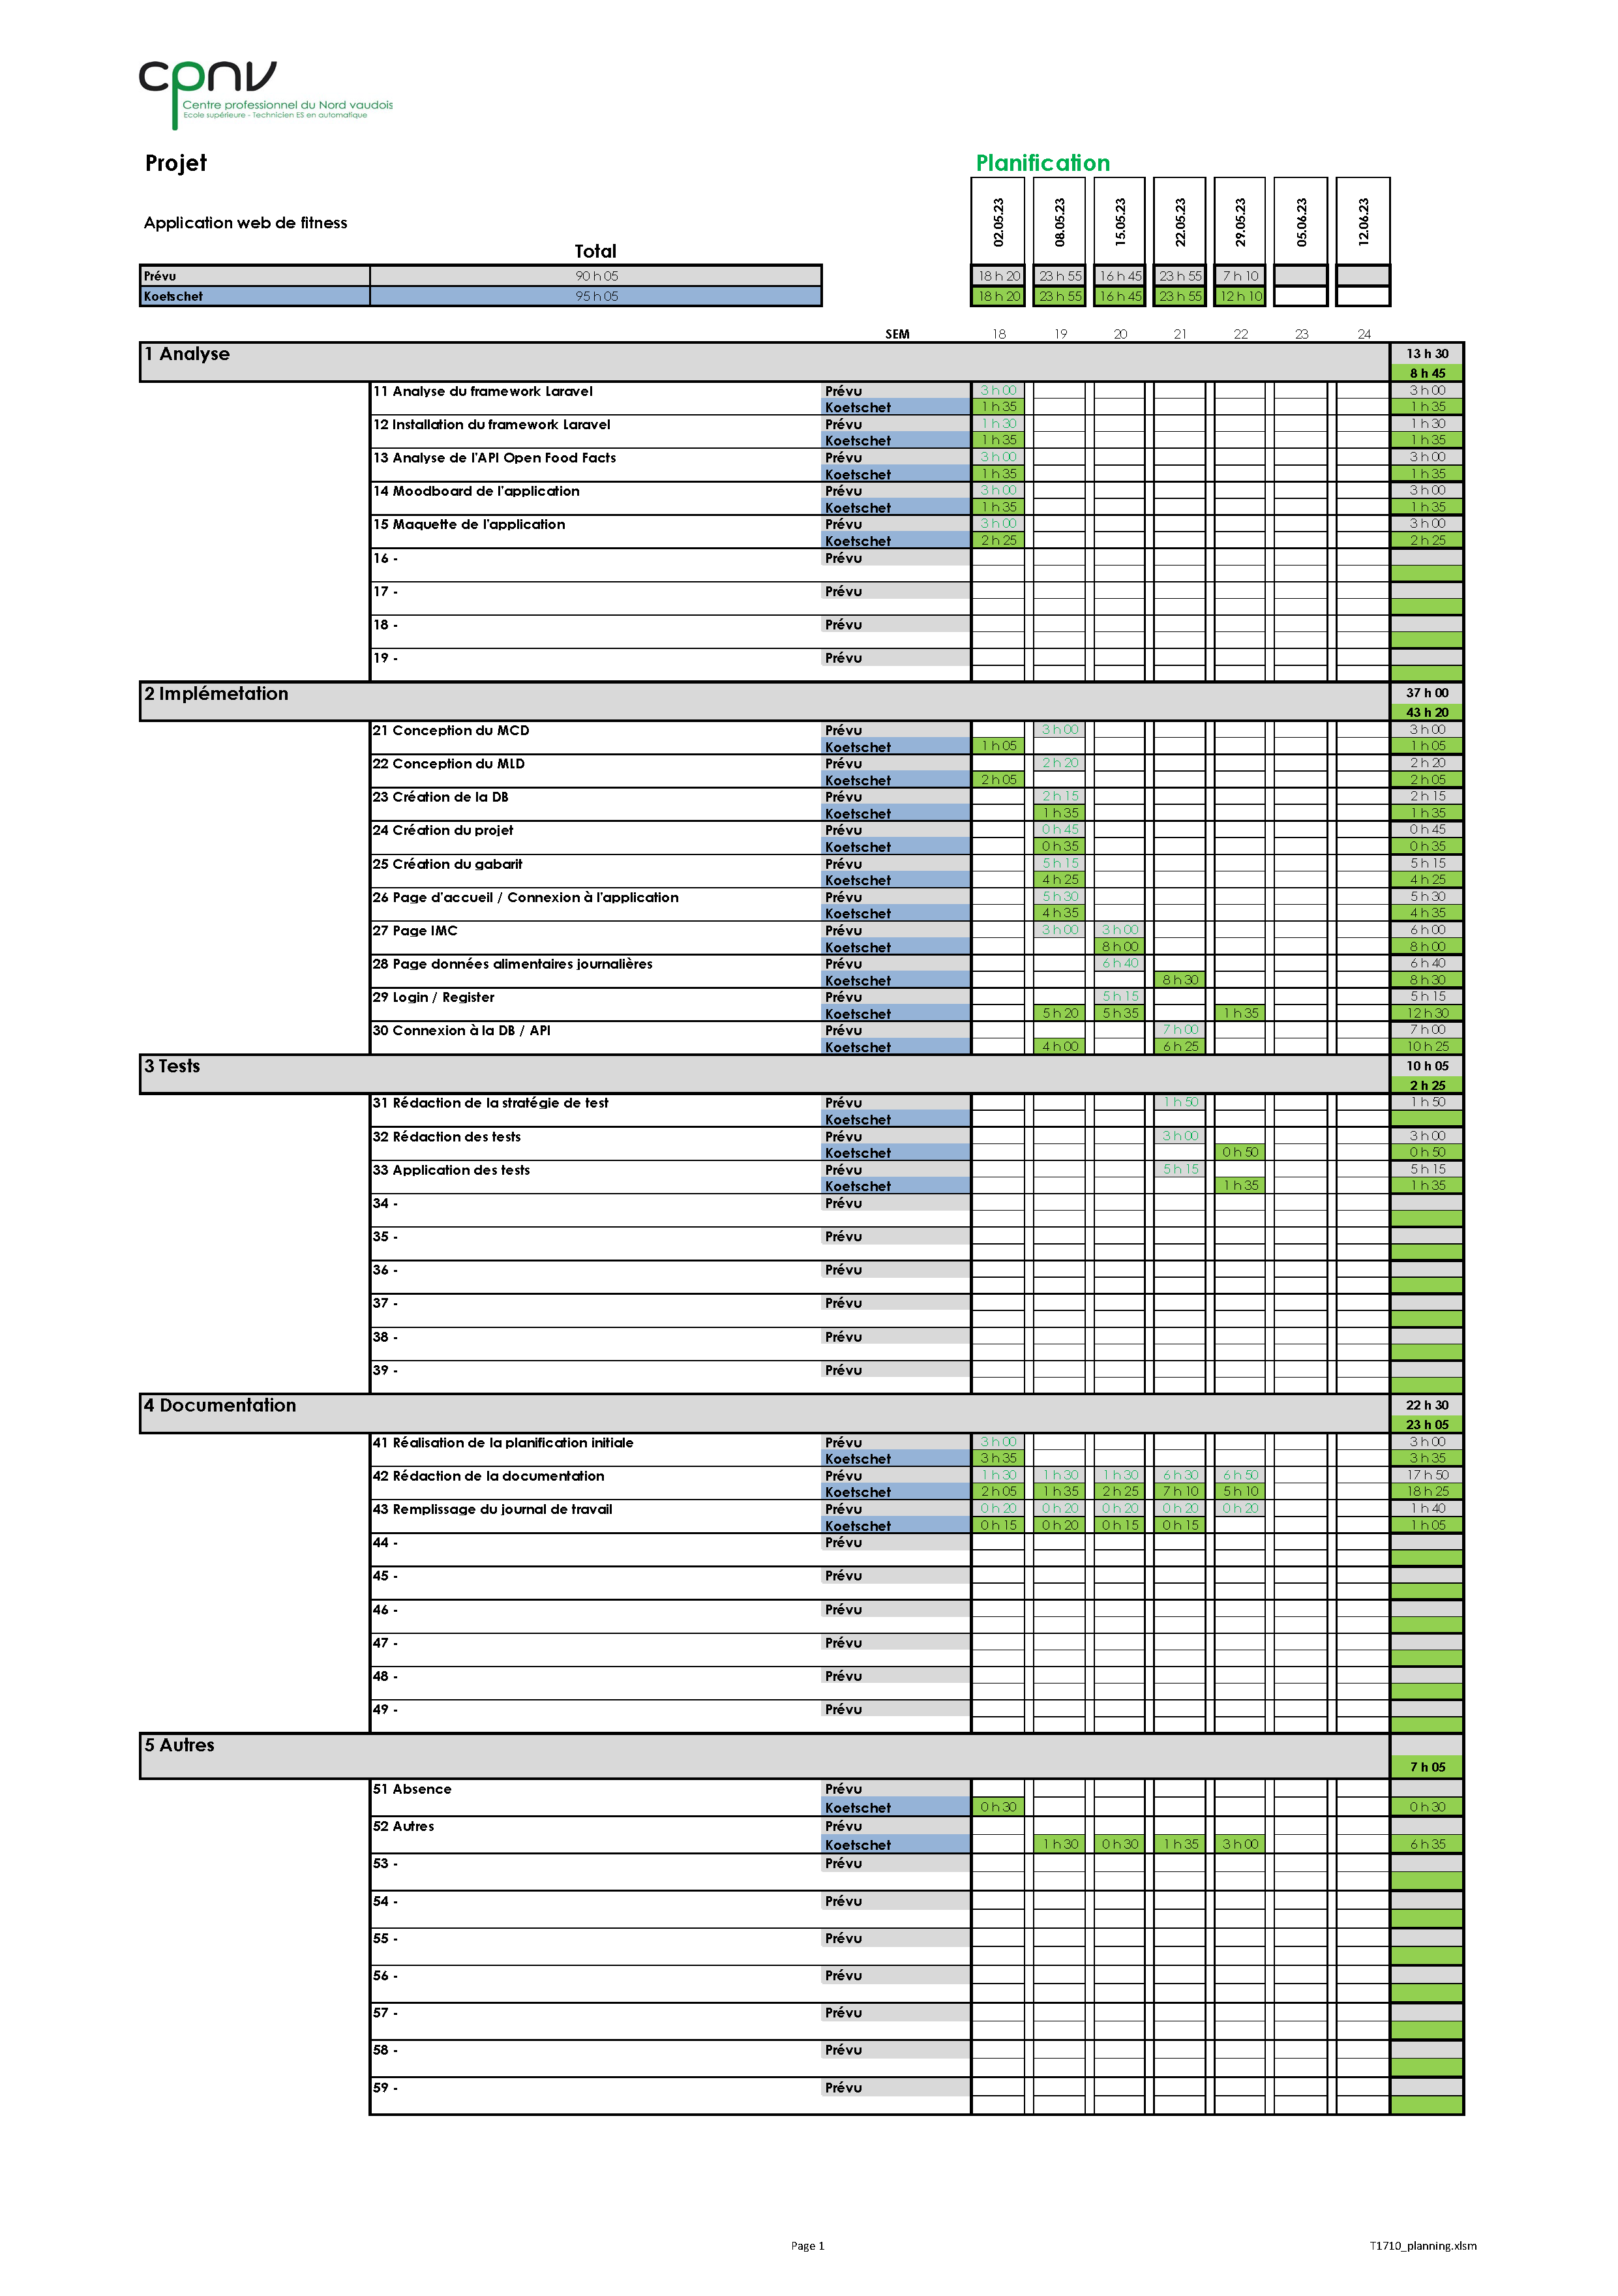 cpnv
Centre professionnel du Nord vaudois
Ecole supérieure - Technicien ES en automatique
Projet Planification
02.05.23 08.05.23 15.05.23 22.05.23 29.05.23 05.06.23 12.06.23
Application web de fitness
Total
Prévu 90 h 05 18 h 20 23 h 55 16 h 45 23 h 55 7 h 10
Koetschet 95 h 05 18 h 20 23 h 55 16 h 45 23 h 55 12 h 10
SEM 18 19 20 21 22 23 24
1 Analyse 13 h 30
8 h 45
11 Analyse du framework Laravel Prévu 3 h 00 3 h 00
Koetschet 1 h 35 1 h 35
12 Installation du framework Laravel Prévu 1 h 30 1 h 30
Koetschet 1 h 35 1 h 35
13 Analyse de l'API Open Food Facts Prévu 3 h 00 3 h 00
Koetschet 1 h 35 1 h 35
14 Moodboard de l'application Prévu 3 h 00 3 h 00
Koetschet 1 h 35 1 h 35
15 Maquette de l'application Prévu 3 h 00 3 h 00
Koetschet 2 h 25 2 h 25
16 - Prévu
17 - Prévu
18 - Prévu
19 - Prévu
2 Implémetation 37 h 00
43 h 20
21 Conception du MCD Prévu 3 h 00 3 h 00
Koetschet 1 h 05 1 h 05
22 Conception du MLD Prévu 2 h 20 2 h 20
Koetschet 2 h 05 2 h 05
23 Création de la DB Prévu 2 h 15 2 h 15
Koetschet 1 h 35 1 h 35
24 Création du projet Prévu 0 h 45 0 h 45
Koetschet 0 h 35 0 h 35
25 Création du gabarit Prévu 5 h 15 5 h 15
Koetschet 4 h 25 4 h 25
26 Page d'accueil / Connexion à l'application Prévu 5 h 30 5 h 30
Koetschet 4 h 35 4 h 35
27 Page IMC Prévu 3 h 00 3 h 00 6 h 00
Koetschet 8 h 00 8 h 00
28 Page données alimentaires journalières Prévu 6 h 40 6 h 40
Koetschet 8 h 30 8 h 30
29 Login / Register Prévu 5 h 15 5 h 15
Koetschet 5 h 20 5 h 35 1 h 35 12 h 30
30 Connexion à la DB / API Prévu 7 h 00 7 h 00
Koetschet 4 h 00 6 h 25 10 h 25
3 Tests 10 h 05
2 h 25
31 Rédaction de la stratégie de test Prévu 1 h 50 1 h 50
Koetschet
32 Rédaction des tests Prévu 3 h 00 3 h 00
Koetschet 0 h 50 0 h 50
33 Application des tests Prévu 5 h 15 5 h 15
Koetschet 1 h 35 1 h 35
34 - Prévu
35 - Prévu
36 - Prévu
37 - Prévu
38 - Prévu
39 - Prévu
4 Documentation 22 h 30
23 h 05
41 Réalisation de la planification initiale Prévu 3 h 00 3 h 00
Koetschet 3 h 35 3 h 35
42 Rédaction de la documentation Prévu 1 h 30 1 h 30 1 h 30 6 h 30 6 h 50 17 h 50
Koetschet 2 h 05 1 h 35 2 h 25 7 h 10 5 h 10 18 h 25
43 Remplissage du journal de travail Prévu 0 h 20 0 h 20 0 h 20 0 h 20 0 h 20 1 h 40
Koetschet 0 h 15 0 h 20 0 h 15 0 h 15 1 h 05
44 - Prévu
45 - Prévu
46 - Prévu
47 - Prévu
48 - Prévu
49 - Prévu
5 Autres
7 h 05
51 Absence Prévu
Koetschet 0 h 30 0 h 30
52 Autres Prévu
Koetschet 1 h 30 0 h 30 1 h 35 3 h 00 6 h 35
53 - Prévu
54 - Prévu
55 - Prévu
56 - Prévu
57 - Prévu
58 - Prévu
59 - Prévu
Page 1 T1710_planning.xlsm